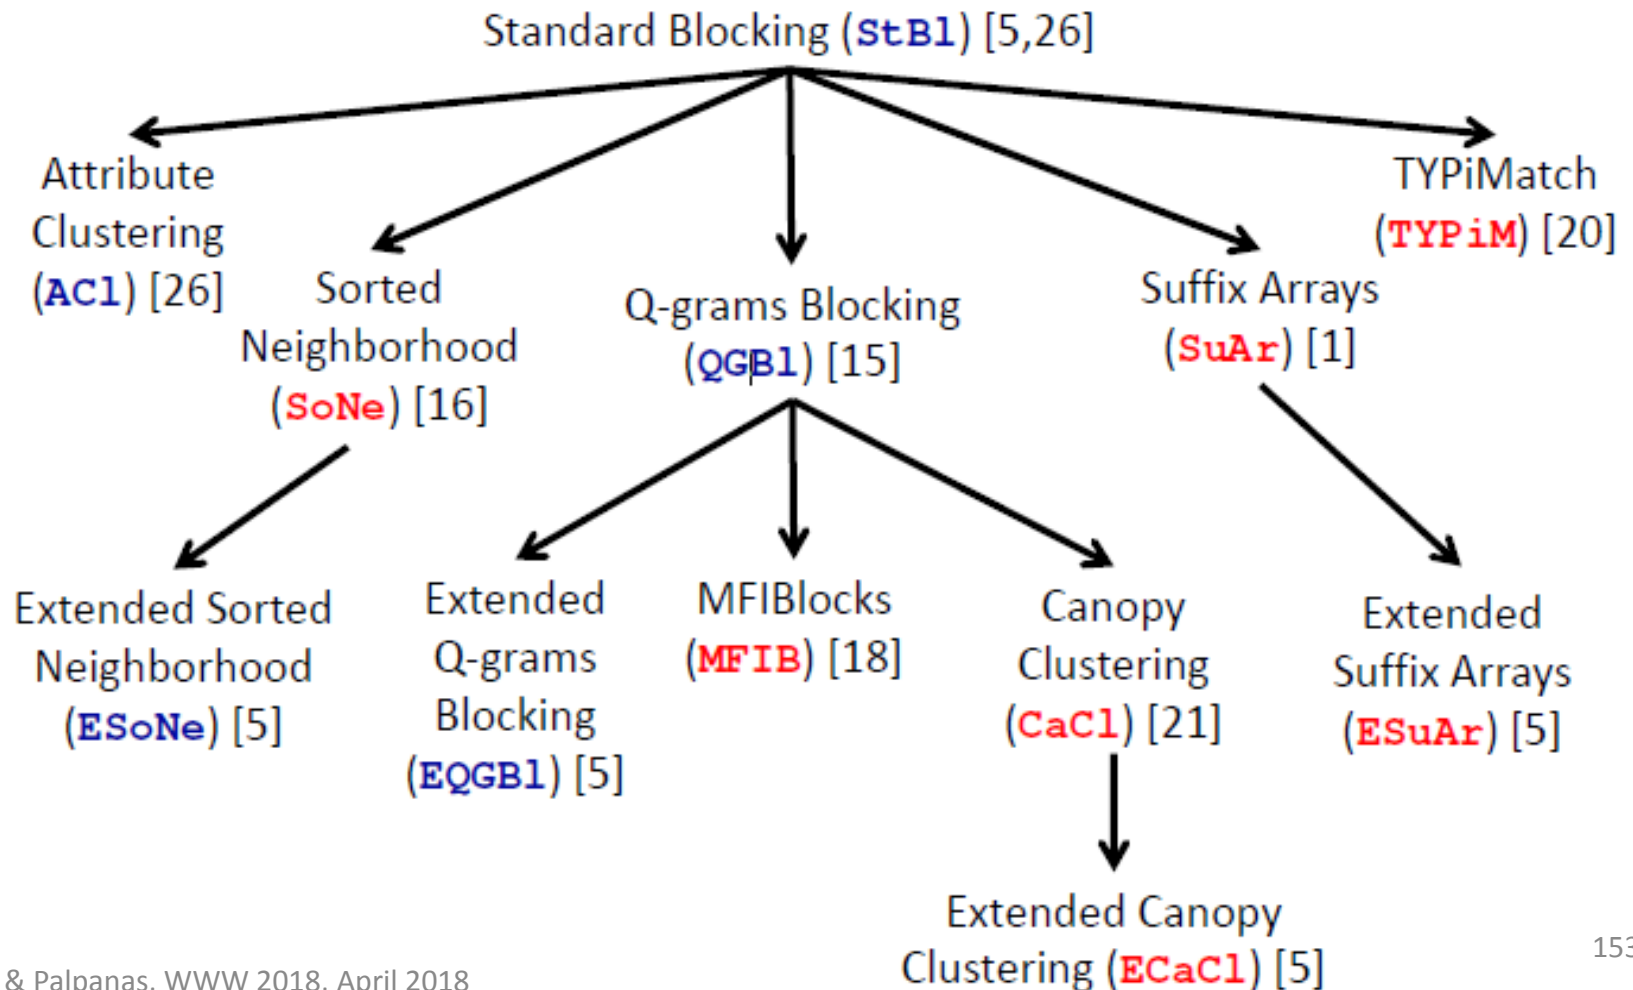 Standard Blocking (StBl) [5,26]
Attribute
Clustering
(ACl) [26]
Sorted
Neighborhood
(SoNe) [16]
Q-grams Blocking
(QGBl) [15]
Suffix Arrays
(SuAr) [1]
TYPiMatch
(TYPiM) [20]
Extended Sorted
Neighborhood
(ESoNe) [5]
Extended
Q-grams
Blocking
(EQGBl) [5]
MFIBlocks
(MFIB) [18]
Canopy
Clustering
(CaCl) [21]
Extended
Suffix Arrays
(ESuAr) [5]
Extended Canopy
Clustering (ECaCl) [5]
& Palpanas, WWW 2018, April 2018
153